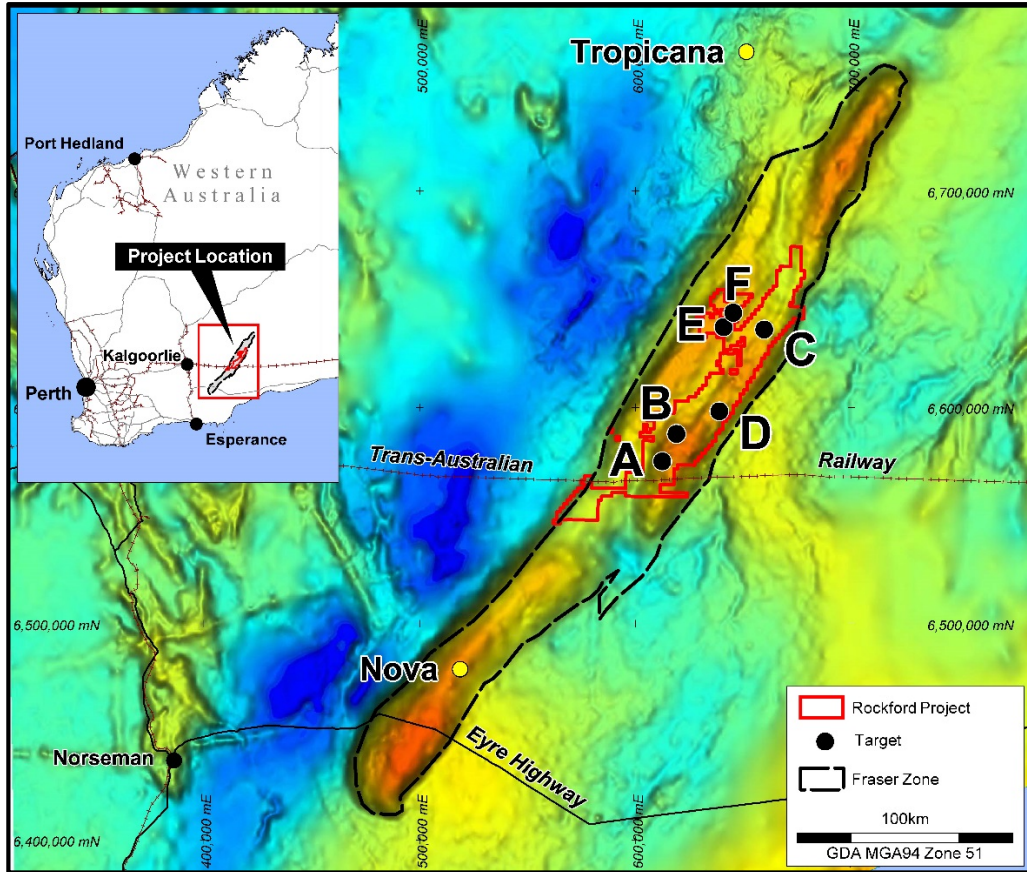 Port Hedland
Western
Australia
Project Location
Kalgoorlie
Perth
Esperance
Tropicana
500,000 mE
600,000 mE
700,000 mE
6,700,000 mN
F
E
C
B
D
A
Trans-Australian
Railway
6,600,000 mN
6,500,000 mN
6,500,000 mN
Nova
Norseman
Eyre Highway
400,000 mE
500,000 mE
600,000 mE
6,400,000 mN
Rockford Project
Target
Fraser Zone
100km
GDA MGA94 Zone 51